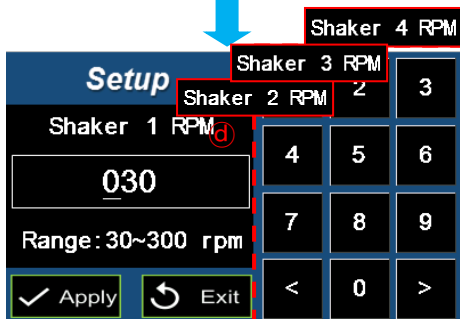 Shaker 4 RPM
Shaker 3 RPM
Setup
Shaker 2 RPM
2 3
Shaker 1 RPM
ⓓ
4 5 6
030
7 8 9
Range:30~300 rpm
Apply Exit
< 0 >